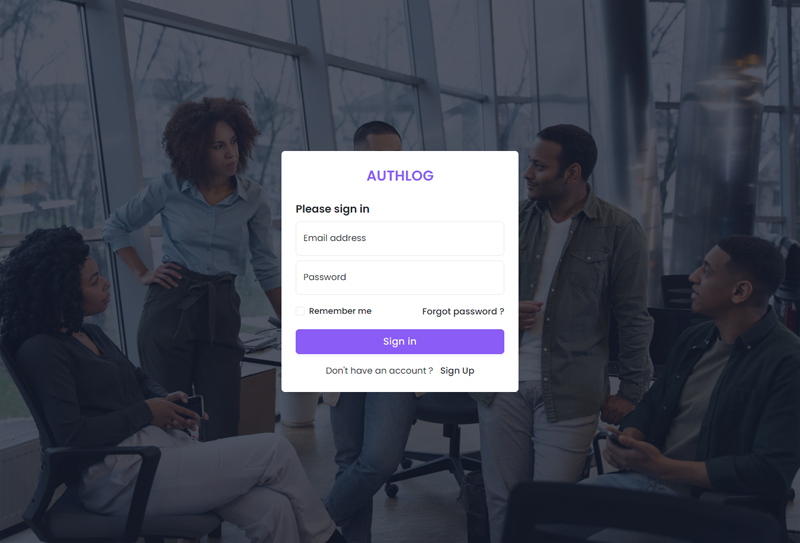 AUTHLOG
Please sign in
Email address
Password
Remember me Forgot password ?
Sign in
Don't have an account ? Sign Up